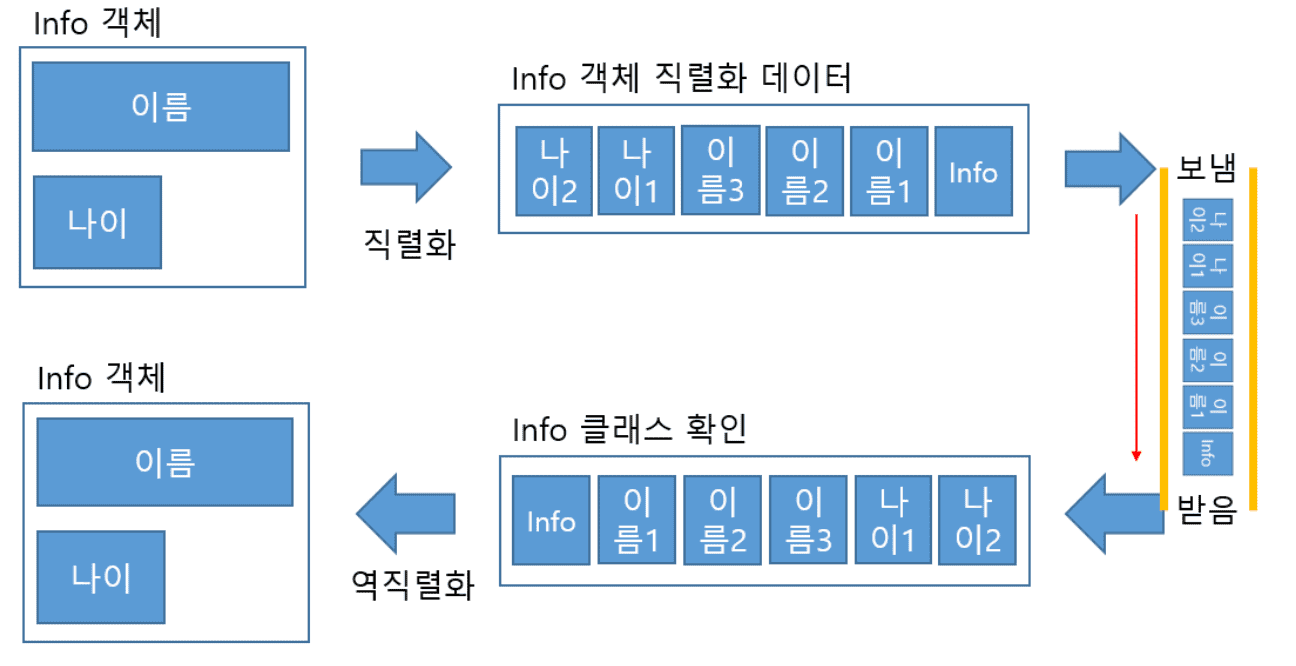 Info 객체
이름
나이
직렬화
Info 객체 직렬화 데이터
나
이2
나
이1
이
름3
이
름2
이
름1
Info
보냄
나
이2
나
이1
이
름3
이
름2
이
름1
Info
받음
Info 클래스 확인
Info
이
름1
이
름2
이
름3
나
이1
나
이2
역직렬화
Info 객체
이름
나이